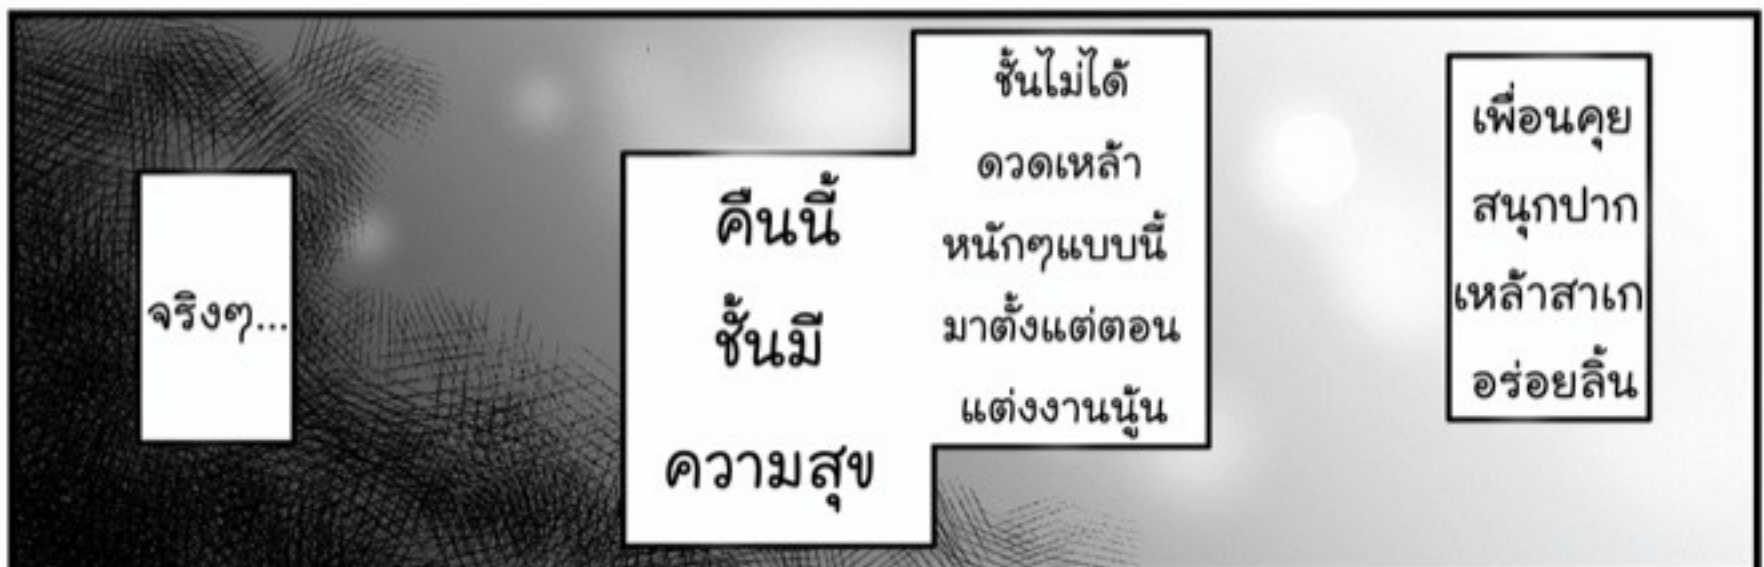 เพื่อนคุย
สนุกปาก
เหล้าสาเก
อร่อยลิ้น
ชั้นไม่ได้
ดวดเหล้า
หนักๆแบบนี้
มาตั้งแต่ตอน
แต่งงานนู้น
คืนนี้
ชั้นมี
ความสุข
จริงๆ...